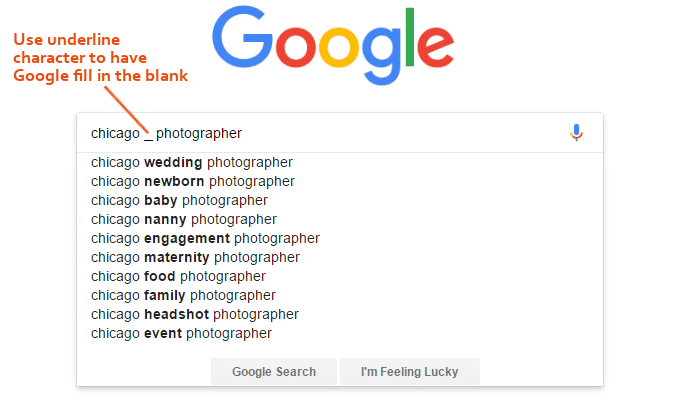 Google
Use underline
character to have
Google fill in the blank
chicago _ photographer
chicago wedding photographer
chicago newborn photographer
chicago baby photographer
chicago nanny photographer
chicago engagement photographer
chicago maternity photographer
chicago food photographer
chicago family photographer
chicago headshot photographer
chicago event photographer
Google Search I'm Feeling Lucky